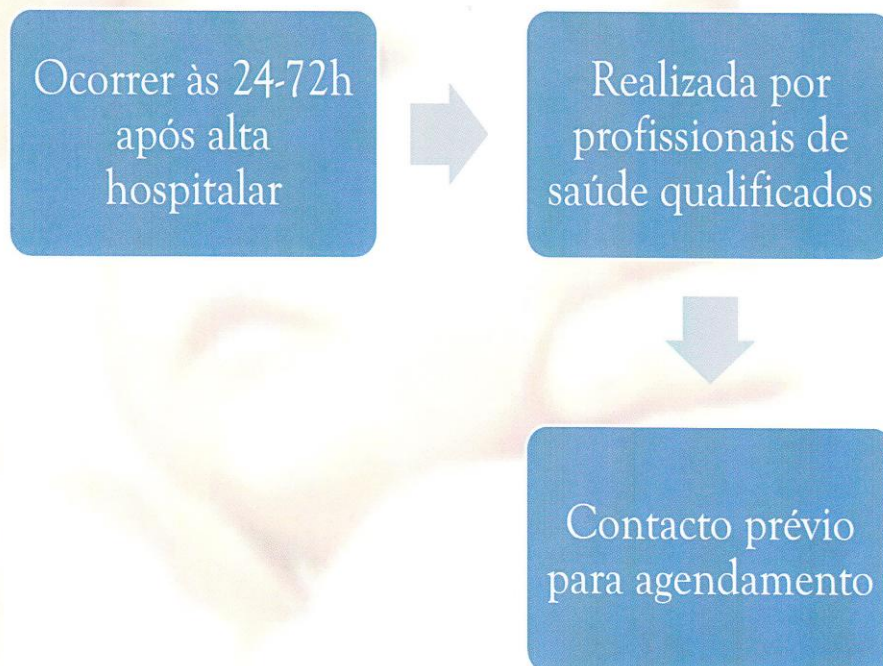 Ocorrer às 24-72h
após alta
hospitalar
Realizada por
profissionais de
saúde qualificados
Contacto prévio
para agendamento